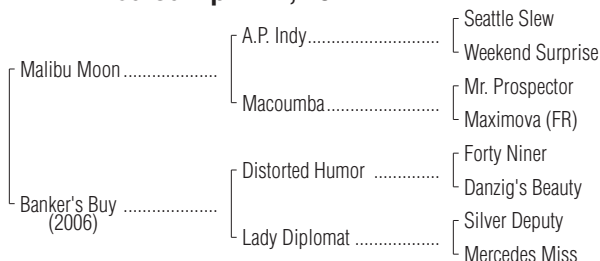 Seattle Slew
A.P. Indy
Weekend Surprise
Malibu Moon
Mr. Prospector
Macoumba
Maximova (FR)
Forty Niner
Distorted Humor
Danzig's Beauty
Banker's Buy
(2006)
Silver Deputy
Lady Diplomat
Mercedes Miss